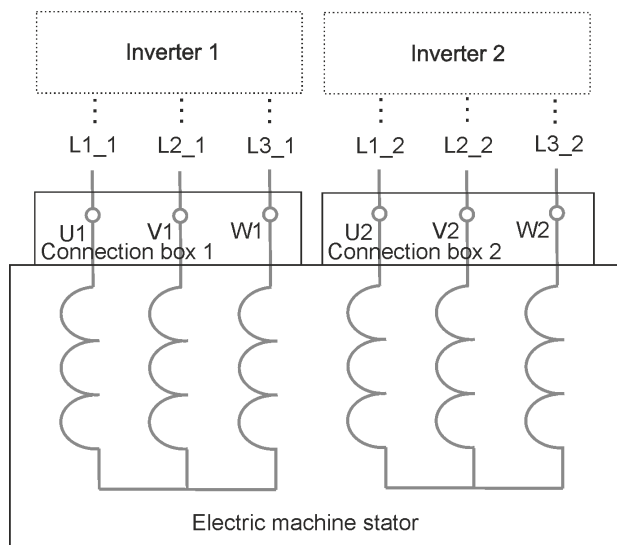 Inverter 1
Inverter 2
L1_1 L2_1 L3_1 L1_2 L2_2 L3_2
U1 V1 W1 U2 V2 W2
Connection box 1
Connection box 2
Electric machine stator